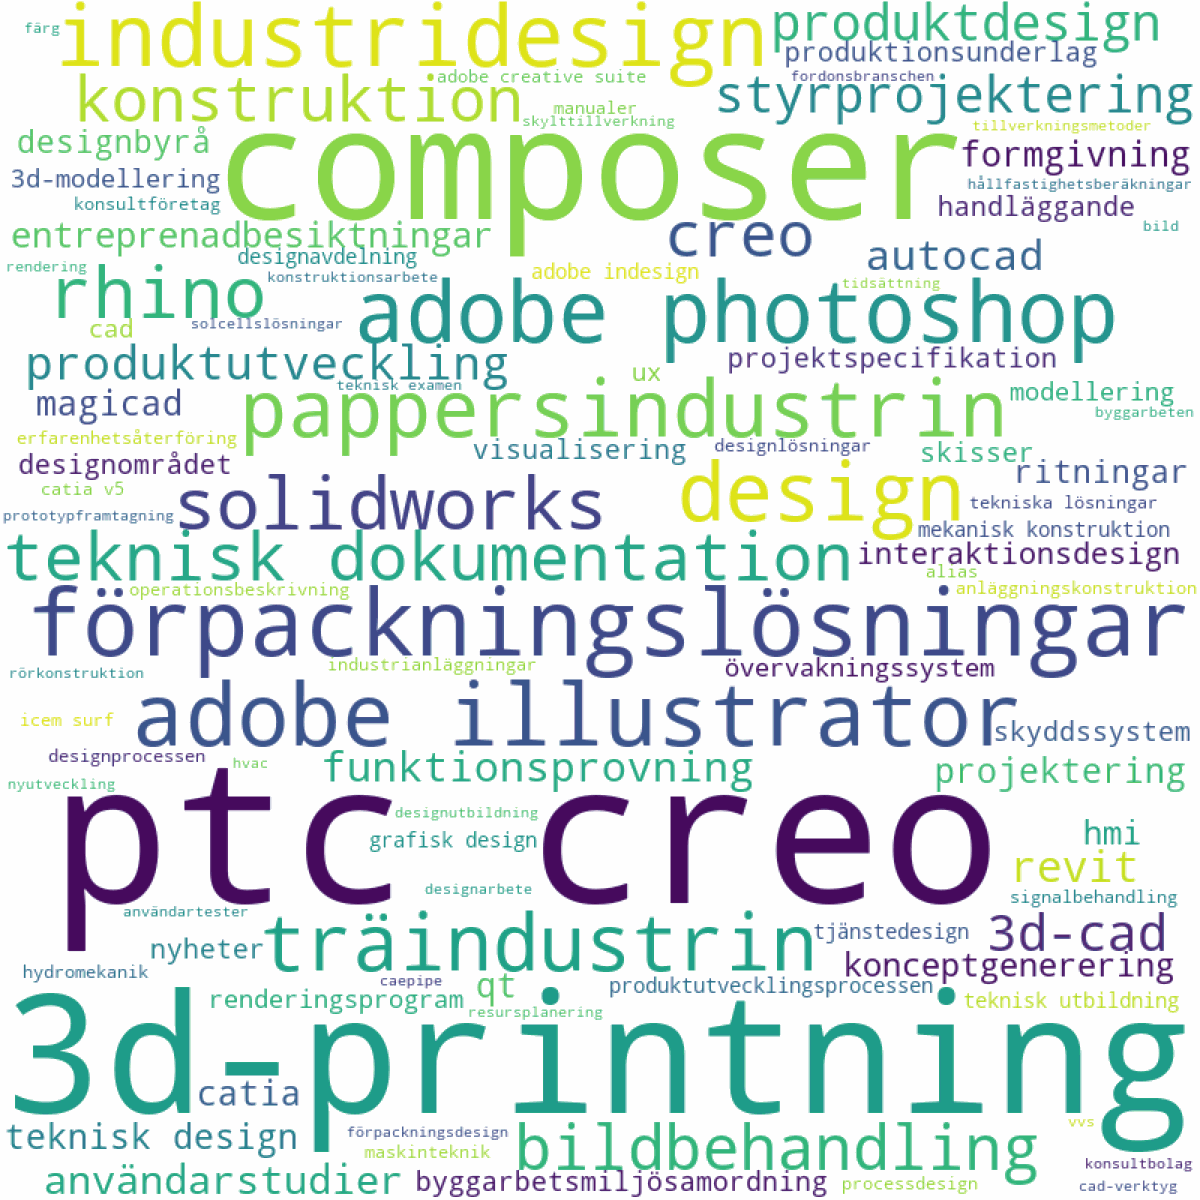 färg
industridesign
produktdesign
produktionsunderlag
adobe creative suite
fordonsbranschen
konstruktion
manualer
styrprojektering
skylttillverkning
tillverkningsmetoder
designbyrå
composer
formgivning
3d-modellering
hållfastighetsberäkningar
konsultföretag
handläggande
entreprenadbesiktningar
creo
bild
designavdelning
autocad
rendering
konstruktionsarbete
adobe indesign
tidsättning
rhino
adobe photoshop
cad
solcellslösningar
produktutveckling
projektspecifikation
teknisk examen
ux
modellering
magicad
pappersindustrin
byggarbeten
erfarenhetsåterföring
visualisering
designlösningar
skisser
designområdet
ritningar
catia v5
solidworks
design
tekniska lösningar
prototypframtagning
mekanisk konstruktion
teknisk dokumentation
interaktionsdesign
alias
operationsbeskrivning
anläggningskonstruktion
förpackningslösningar
industrianläggningar
övervakningssystem
rörkonstruktion
adobe illustrator
icem surf
skyddssystem
designprocessen
hvac
funktionsprovning
projektering
nyutveckling
ptc creo
designutbildning
grafisk design
hmi
revit
designarbete
signalbehandling
användartester
träindustrin
tjänstedesign
3d-cad
nyheter
konceptgenerering
hydromekanik
caepipe
qt
produktutvecklingsprocessen
renderingsprogram
resursplanering
teknisk utbildning
3d-printning
catia
teknisk design
förpackningsdesign
bildbehandling
vvs
maskinteknik
konsultbolag
användarstudier
byggarbetsmiljösamordning
processdesign
cad-verktyg